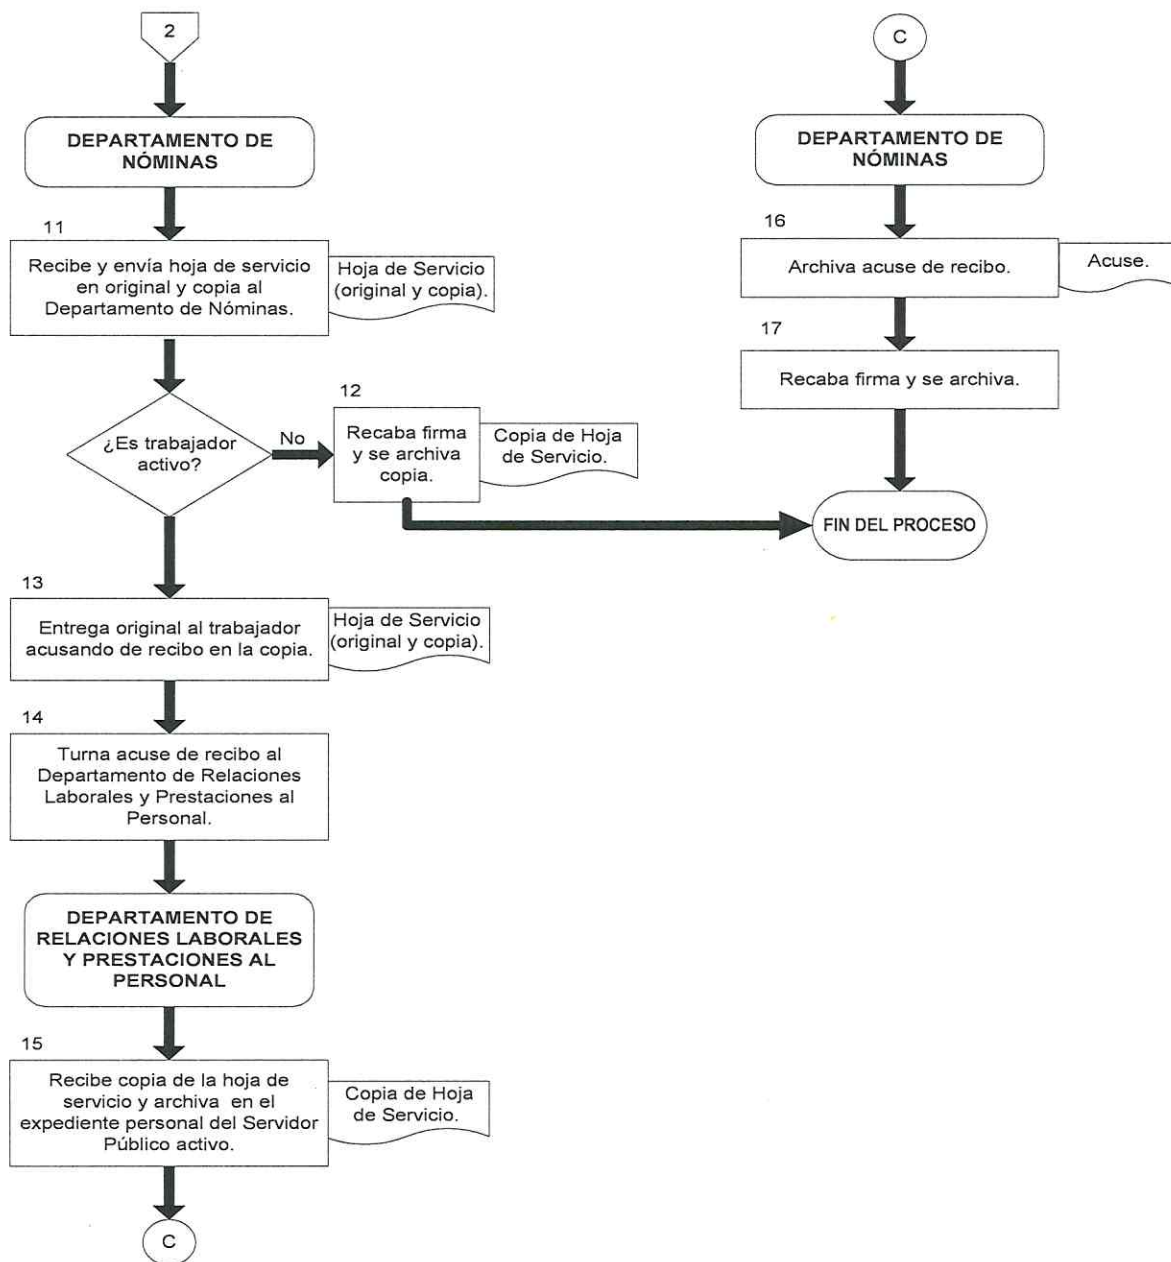 2
DEPARTAMENTO DE
NÓMINAS
11
Recibe y envía hoja de servicio
en original y copia al
Departamento de Nóminas.
Hoja de Servicio
(original y copia).
¿Es trabajador
activo?
No
12
Recaba firma
y se archiva
copia.
Copia de Hoja
de Servicio.
13
Entrega original al trabajador
acusando de recibo en la copia.
Hoja de Servicio
(original y copia).
14
Turna acuse de recibo al
Departamento de Relaciones
Laborales y Prestaciones al
Personal.
DEPARTAMENTO DE
RELACIONES LABORALES
Y PRESTACIONES AL
PERSONAL
15
Recibe copia de la hoja de
servicio y archiva en el
expediente personal del Servidor
Público activo.
Copia de Hoja
de Servicio.
C
C
DEPARTAMENTO DE
NÓMINAS
16
Archiva acuse de recibo.
Acuse.
17
Recaba firma y se archiva.
FIN DEL PROCESO